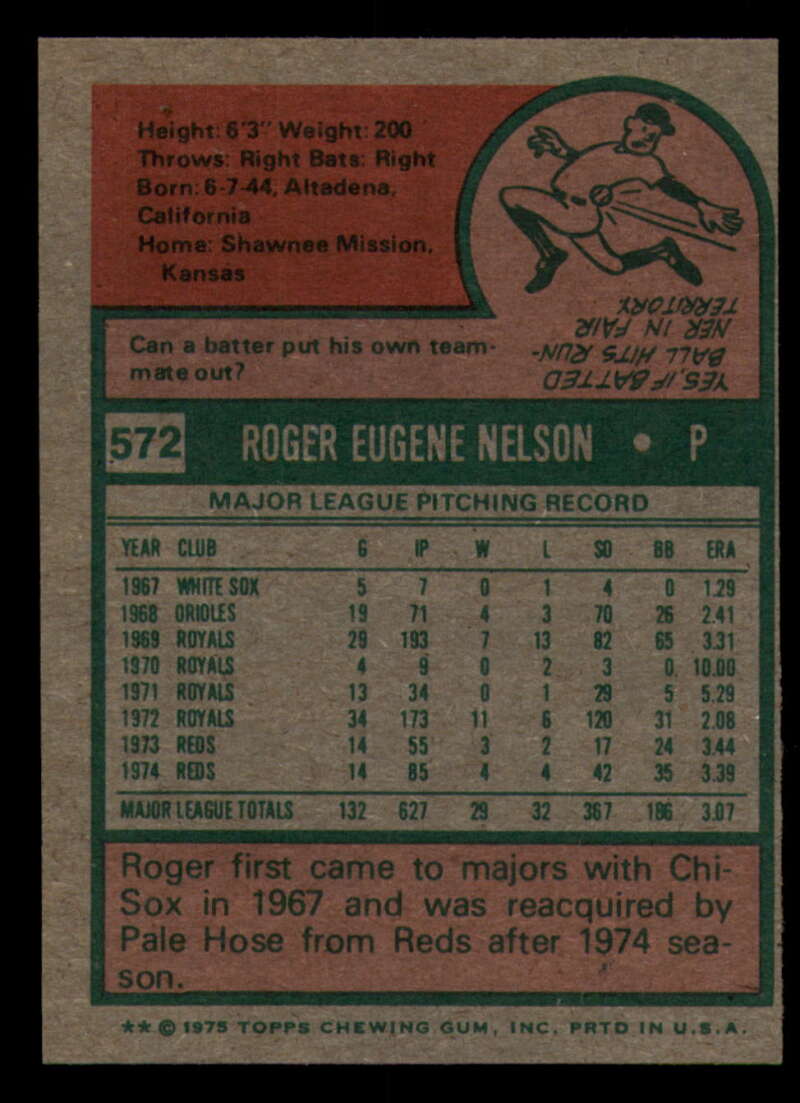 Height: 6'3" Weight: 200
Throws: Right Bats: Right
Born: 6-7-44, Altadena,
California
Home: Shawnee Mission,
Kansas
Can a batter put his own team-
mate out?
YES, IF BATTED
BALL HITS RUN-
NER IN FAIR
TERRITORY.
572 ROGER EUGENE NELSON • P
MAJOR LEAGUE PITCHING RECORD
YEAR CLUB G IP W L SO BB ERA
1967 WHITE SOX 5 7 0 1 4 0 1.29
1968 ORIOLES 19 71 4 3 70 26 2.41
1969 ROYALS 29 193 7 13 82 65 3.31
1970 ROYALS 4 9 0 2 3 0 10.00
1971 ROYALS 13 34 0 1 29 5 5.29
1972 ROYALS 34 173 11 6 120 31 2.08
1973 REDS 14 55 3 2 17 24 3.44
1974 REDS 14 85 4 4 42 35 3.39
MAJOR LEAGUE TOTALS 132 627 29 32 367 186 3.07
Roger first came to majors with Chi-
Sox in 1967 and was reacquired by
Pale Hose from Reds after 1974 sea-
son.
** © 1975 TOPPS CHEWING GUM, INC. PRTD IN U.S.A.